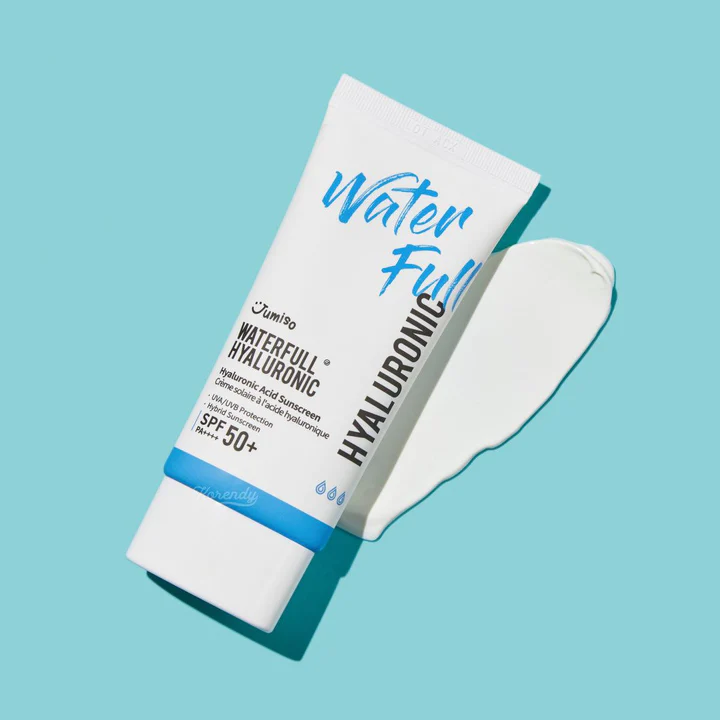 Water
Full
HYALURONIC
Jumiso
WATERFULL
HYALURONIC
Hyaluronic Acid Sunscreen
Crème solaire à l'acide hyaluronique
· UVA/UVB Protection
· Hybrid Sunscreen
SPF 50+
PA++++
Korendy